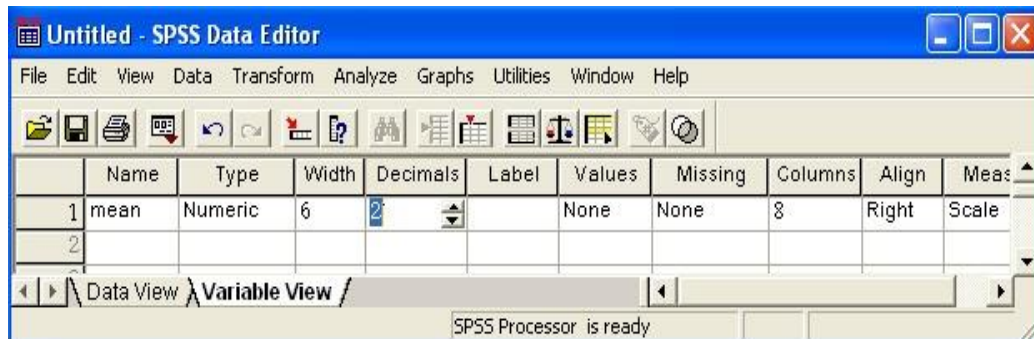 Untitled - SPSS Data Editor
File Edit View Data Transform Analyze Graphs Utilities Window Help
Name Type Width Decimals Label Values Missing Columns Align Meas
1 mean Numeric 6 2 None None 8 Right Scale
2
Data View Variable View
SPSS Processor is ready